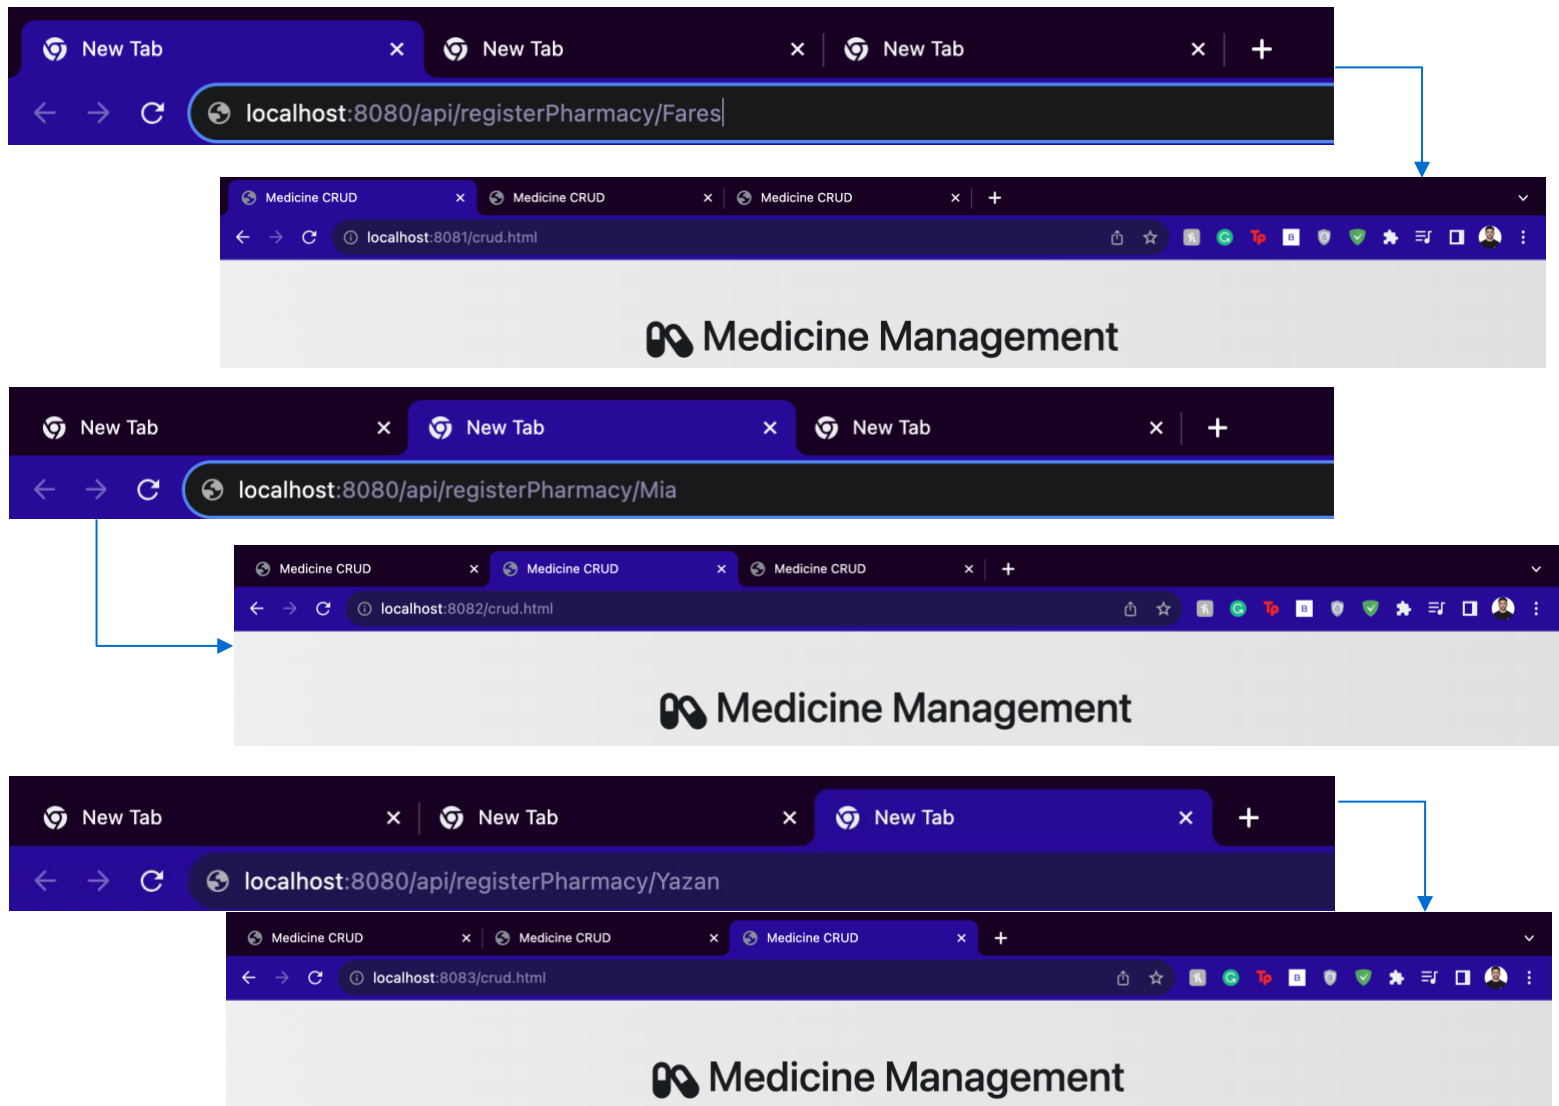 New Tab New Tab New Tab
localhost:8080/api/registerPharmacy/Fares
Medicine CRUD Medicine CRUD Medicine CRUD
localhost:8081/crud.html
Medicine Management
New Tab New Tab New Tab
localhost:8080/api/registerPharmacy/Mia
Medicine CRUD Medicine CRUD Medicine CRUD
localhost:8082/crud.html
Medicine Management
New Tab New Tab New Tab
localhost:8080/api/registerPharmacy/Yazan
Medicine CRUD Medicine CRUD Medicine CRUD
localhost:8083/crud.html
Medicine Management